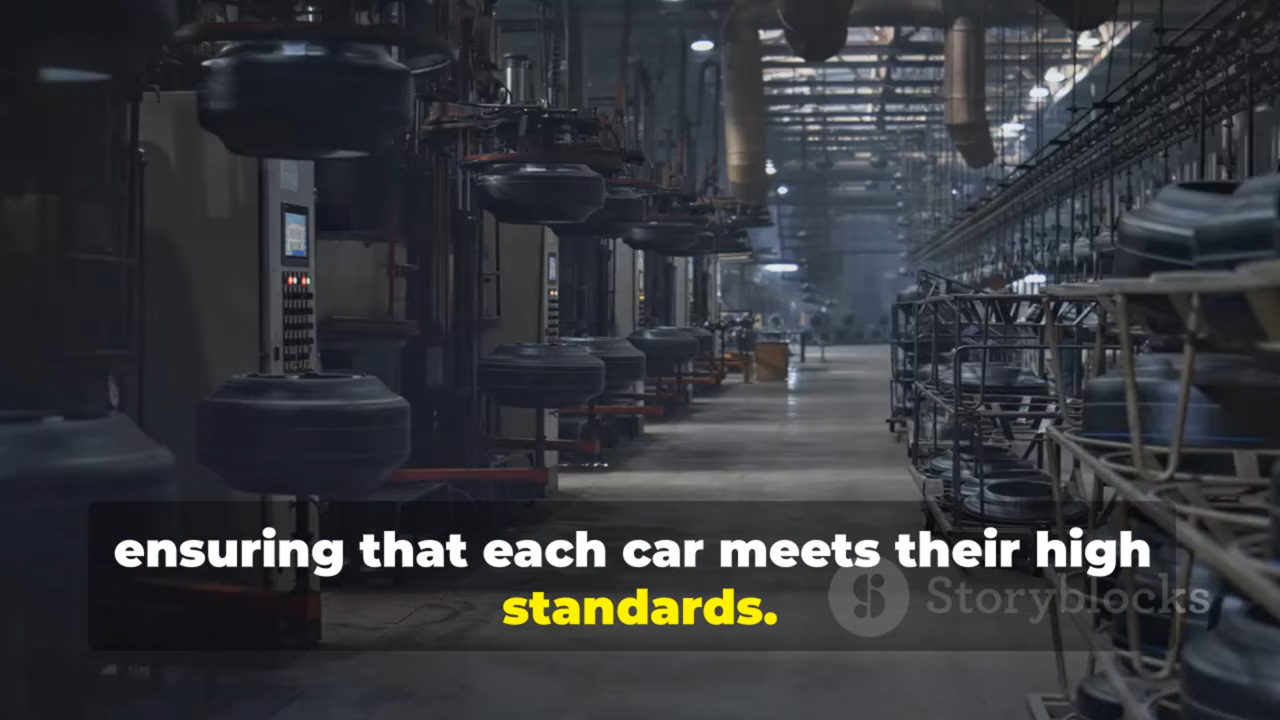 ensuring that each car meets their high
standards.
Storyblocks